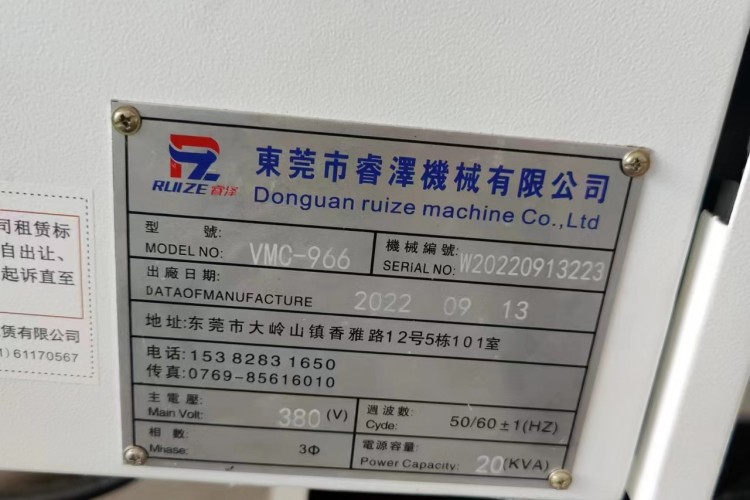 RUIZE 睿泽
東莞市睿澤機械有限公司
Donguan ruize machine Co.,Ltd
型 號:
MODEL NO: VMC-966
機械編號:
SERIAL NO: W20220913223
出廠日期:
DATAOFMANUFACTURE 2022 09 13
地址:东莞市大岭山镇香雅路12号5栋101室
电话:153 8283 1650
传真:0769-85616010
主電壓:
Main Volt: 380 (V)
週波數:
Cyde: 50/60±1(HZ)
相數:
Mhase: 3Φ
電源容量:
Power Capacity: 20(KVA)
司租赁标
自出让、
起诉直至
赁有限公司
1) 61170567